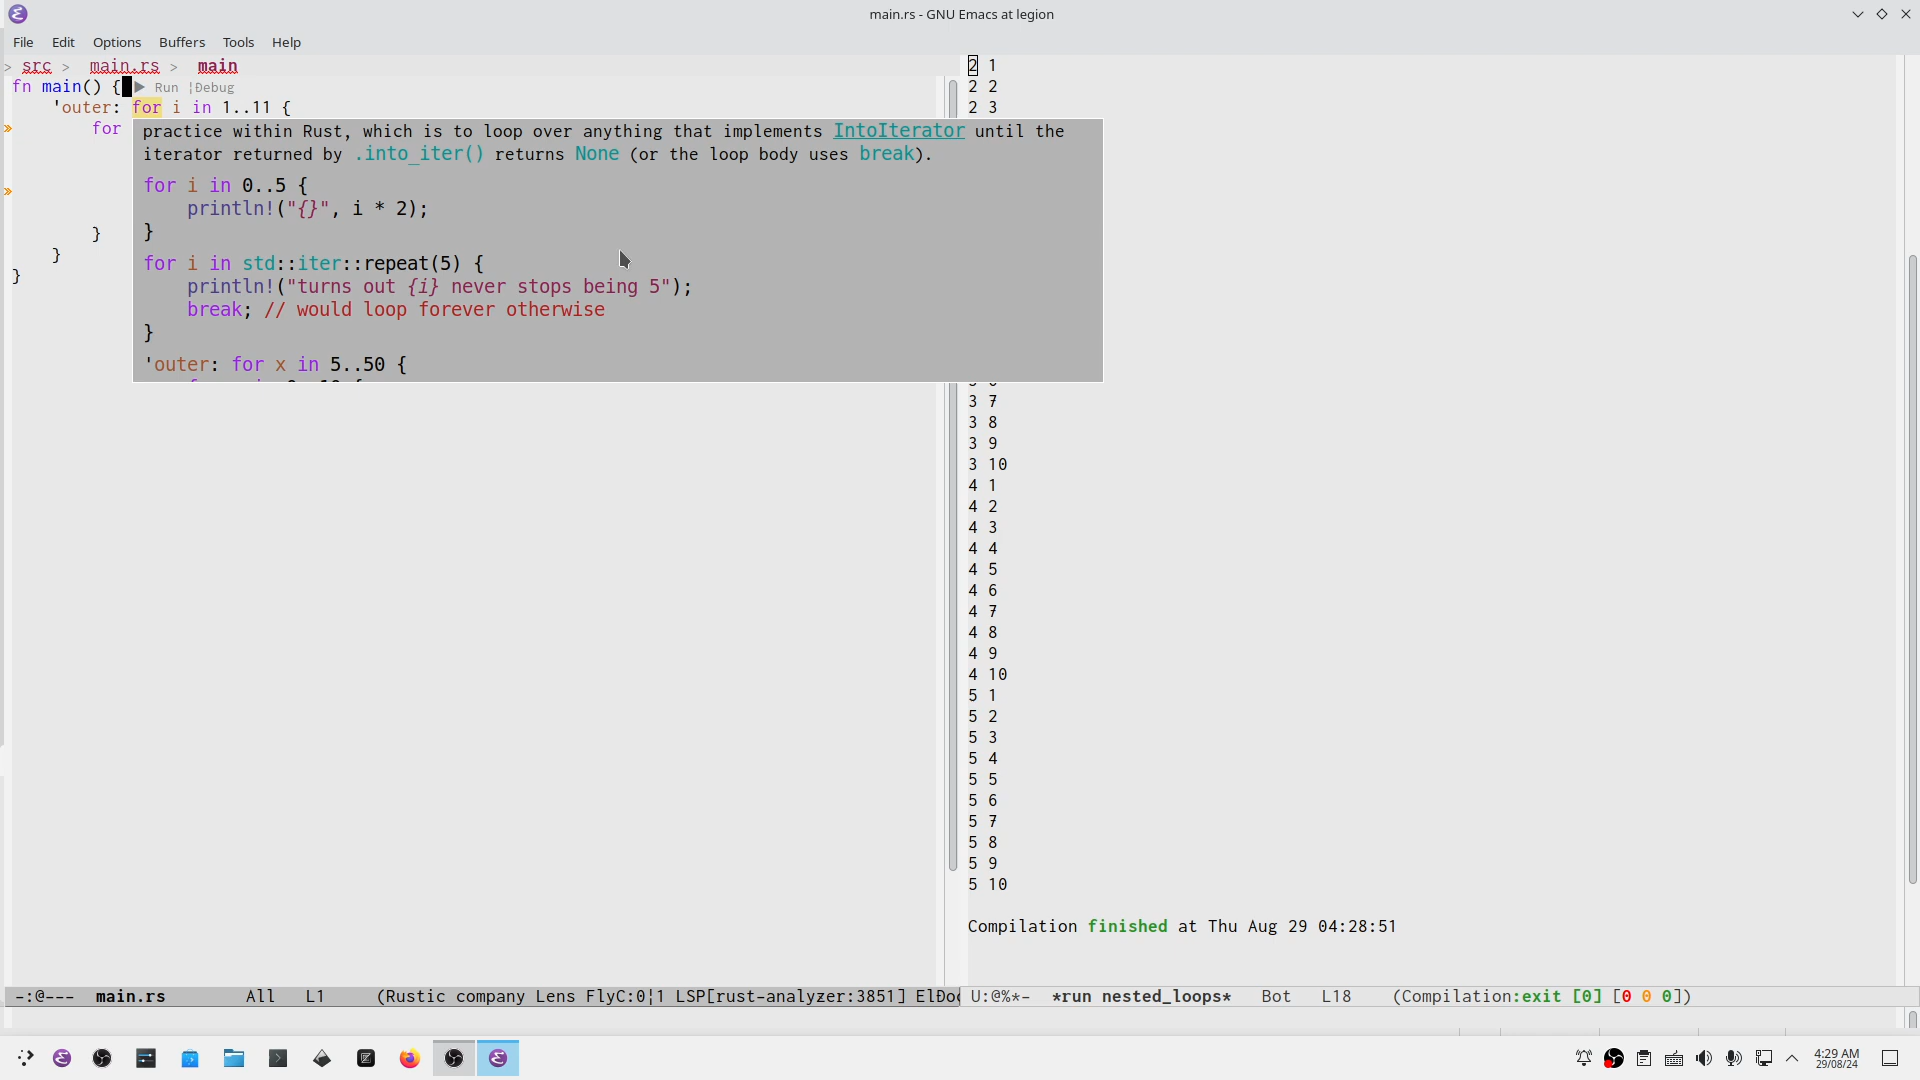 main.rs - GNU Emacs at legion
File Edit Options Buffers Tools Help
> src > main.rs > main
fn main() { Run ¦Debug
'outer: for i in 1..11 {
for
}
}
}
practice within Rust, which is to loop over anything that implements IntoIterator until the
iterator returned by .into_iter() returns None (or the loop body uses break).
for i in 0..5 {
println!("{}", i * 2);
}
for i in std::iter::repeat(5) {
println!("turns out {i} never stops being 5");
break; // would loop forever otherwise
}
'outer: for x in 5..50 {
2 1
2 2
2 3
3 7
3 8
3 9
3 10
4 1
4 2
4 3
4 4
4 5
4 6
4 7
4 8
4 9
4 10
5 1
5 2
5 3
5 4
5 5
5 6
5 7
5 8
5 9
5 10
Compilation finished at Thu Aug 29 04:28:51
-:@--- main.rs All L1 (Rustic company Lens FlyC:0¦1 LSP[rust-analyzer:3851] ElDoc
U:@%*- *run nested_loops* Bot L18 (Compilation:exit [0] [0 0 0])
4:29 AM
29/08/24